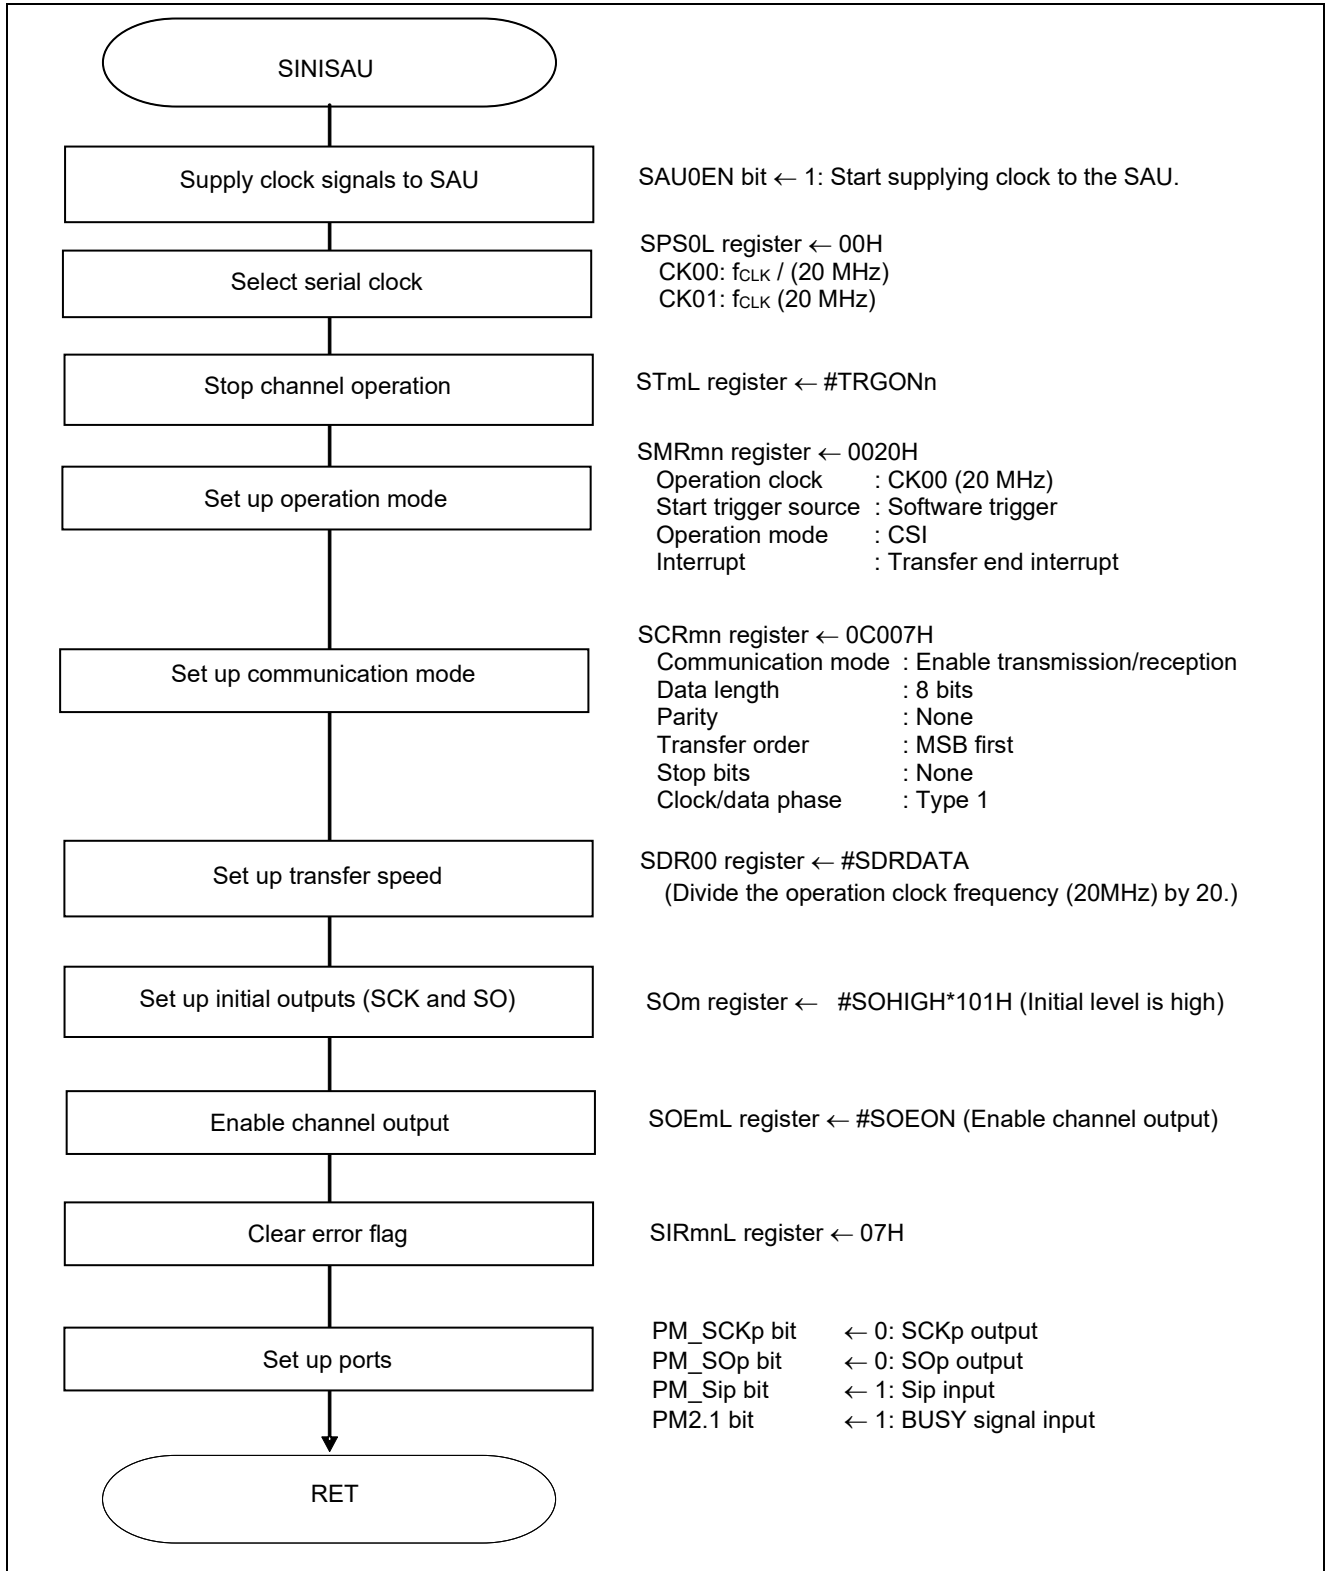 SINISAU
Supply clock signals to SAU
SAU0EN bit ← 1: Start supplying clock to the SAU.
Select serial clock
SPS0L register ← 00H
CK00: fCLK / (20 MHz)
CK01: fCLK (20 MHz)
Stop channel operation
STmL register ← #TRGONn
Set up operation mode
SMRmn register ← 0020H
Operation clock : CK00 (20 MHz)
Start trigger source : Software trigger
Operation mode : CSI
Interrupt : Transfer end interrupt
Set up communication mode
SCRmn register ← 0C007H
Communication mode : Enable transmission/reception
Data length : 8 bits
Parity : None
Transfer order : MSB first
Stop bits : None
Clock/data phase : Type 1
Set up transfer speed
SDR00 register ← #SDRDATA
(Divide the operation clock frequency (20MHz) by 20.)
Set up initial outputs (SCK and SO)
SOm register ← #SOHIGH*101H (Initial level is high)
Enable channel output
SOEmL register ← #SOEON (Enable channel output)
Clear error flag
SIRmnL register ← 07H
Set up ports
PM_SCKp bit ← 0: SCKp output
PM_SOp bit ← 0: SOp output
PM_Sip bit ← 1: Sip input
PM2.1 bit ← 1: BUSY signal input
RET